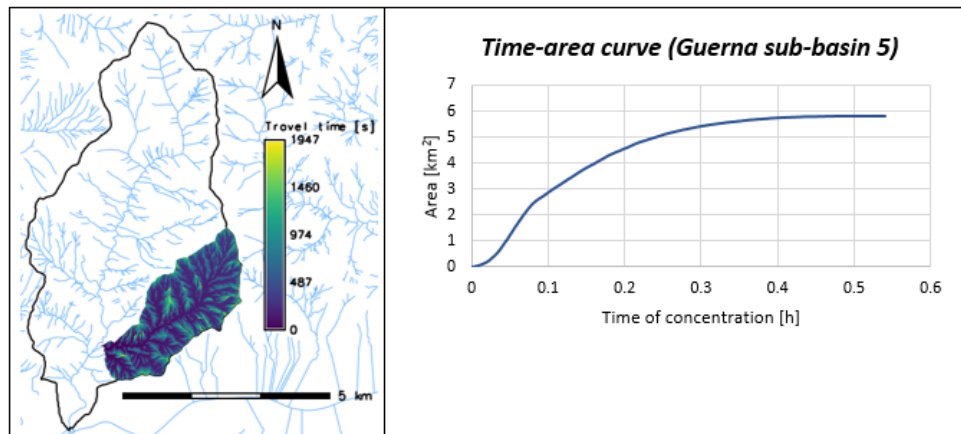 N
Travel time [s]
1947
1460
974
487
0
5 km
Time-area curve (Guerna sub-basin 5)
7
6
5
4
3
2
1
0
Area [km²]
0 0.1 0.2 0.3 0.4 0.5 0.6
Time of concentration [h]